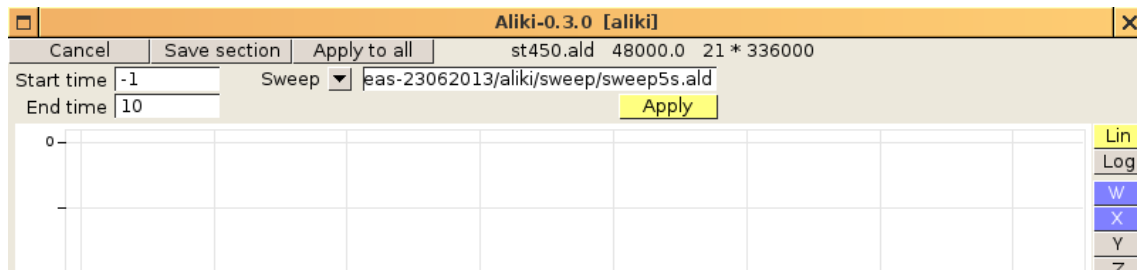 Aliki-0.3.0 [aliki]
Cancel Save section Apply to all st450.ald 48000.0 21 * 336000
Start time -1 Sweep eas-23062013/aliki/sweep/sweep5s.ald
End time 10 Apply
0
Lin
Log
W
X
Y
Z